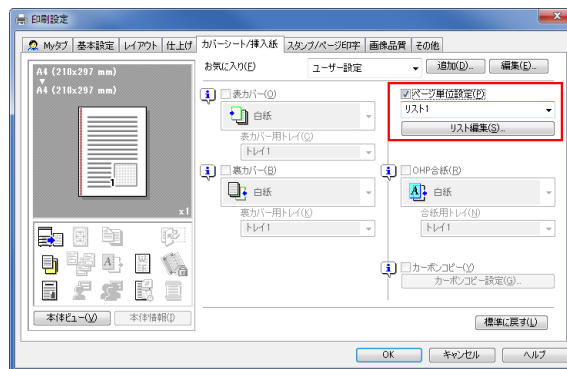 印刷設定
Myタブ 基本設定 レイアウト 仕上げ カバーシート/挿入紙 スタンプ/ページ印字 画像品質 その他
A4 (210x297 mm)
A4 (210x297 mm)
1
x1
本体ビュー(V) 本体情報(I)
お気に入り(F) ユーザー設定 追加(D)... 編集(E)...
表カバー(O)
白紙
表カバー用トレイ(C)
トレイ1
ページ単位設定(P)
リスト1
リスト編集(S)...
裏カバー(B)
白紙
裏カバー用トレイ(K)
トレイ1
OHP合紙(R)
白紙
合紙用トレイ(N)
トレイ1
カーボンコピー(Y)
カーボンコピー設定(G)...
標準に戻す(L)
OK キャンセル ヘルプ